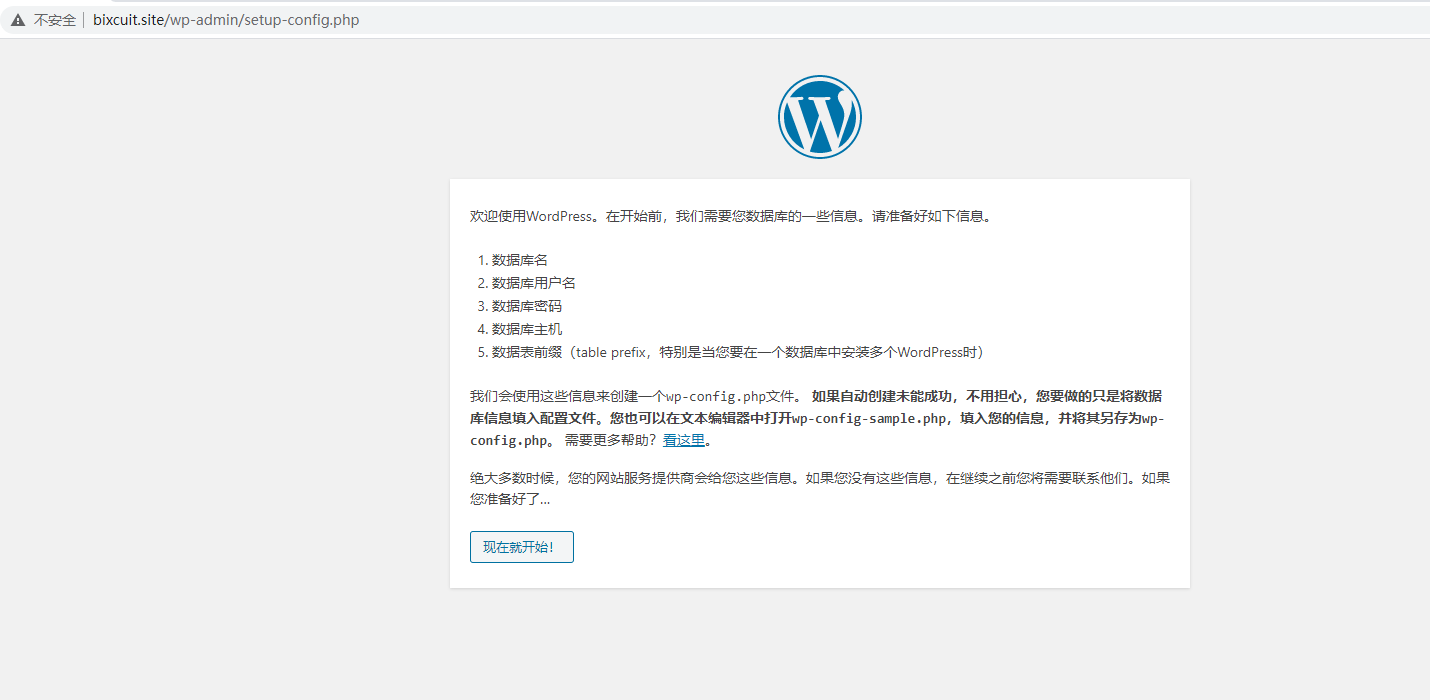 不安全 bixcuit.site/wp-admin/setup-config.php
欢迎使用WordPress。在开始前，我们需要您数据库的一些信息。请准备好如下信息。
1. 数据库名
2. 数据库用户名
3. 数据库密码
4. 数据库主机
5. 数据表前缀（table prefix，特别是当您要在一个数据库中安装多个WordPress时）
我们会使用这些信息来创建一个wp-config.php文件。 如果自动创建未能成功，不用担心，您要做的只是将数据
库信息填入配置文件。您也可以在文本编辑器中打开wp-config-sample.php，填入您的信息，并将其另存为wp-
config.php。 需要更多帮助？看这里。
绝大多数时候，您的网站服务提供商会给您这些信息。如果您没有这些信息，在继续之前您将需要联系他们。如果
您准备好了…
现在就开始！